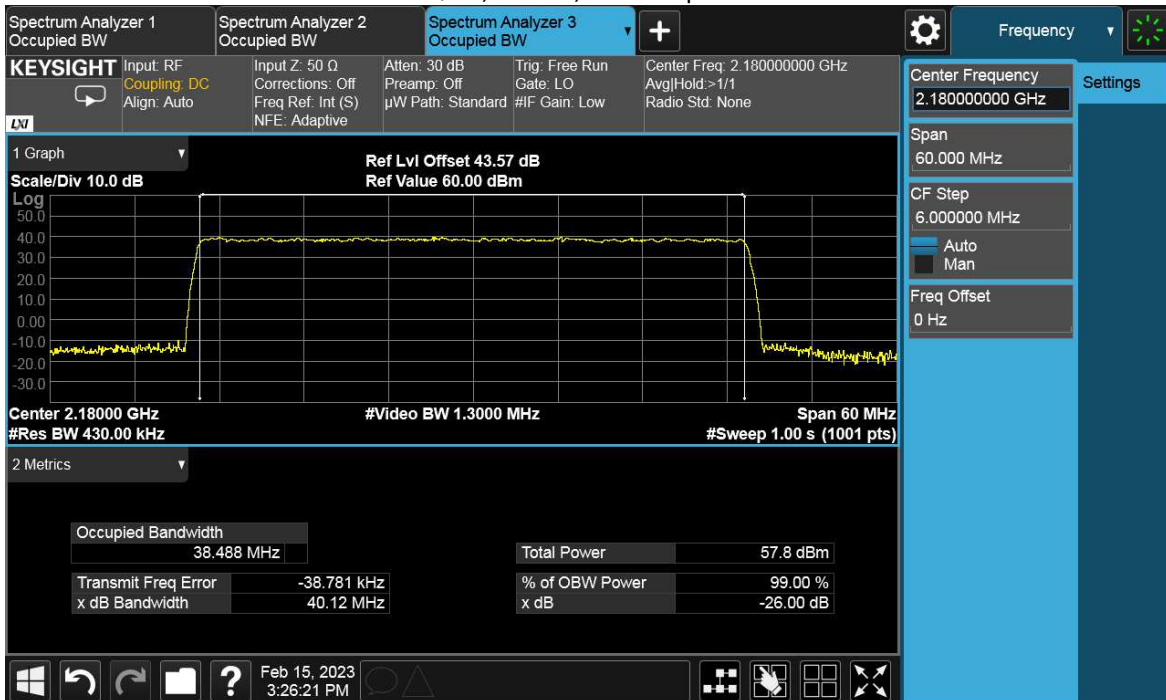 Spectrum Analyzer 1
Occupied BW
Spectrum Analyzer 2
Occupied BW
Spectrum Analyzer 3
Occupied BW
▼
+
Frequency ▼
KEYSIGHT
LXI
Input: RF
Coupling: DC
Align: Auto
Input Z: 50 Ω
Corrections: Off
Freq Ref: Int (S)
NFE: Adaptive
Atten: 30 dB
Preamp: Off
µW Path: Standard
Trig: Free Run
Gate: LO
#IF Gain: Low
Center Freq: 2.180000000 GHz
Avg|Hold:>1/1
Radio Std: None
1 Graph ▼
Scale/Div 10.0 dB
Ref Lvl Offset 43.57 dB
Ref Value 60.00 dBm
Log
50.0
40.0
30.0
20.0
10.0
0.00
-10.0
-20.0
-30.0
Center 2.18000 GHz
#Res BW 430.00 kHz
#Video BW 1.3000 MHz
Span 60 MHz
#Sweep 1.00 s (1001 pts)
2 Metrics ▼
Occupied Bandwidth
38.488 MHz
Transmit Freq Error -38.781 kHz
x dB Bandwidth 40.12 MHz
Total Power 57.8 dBm
% of OBW Power 99.00 %
x dB -26.00 dB
Center Frequency
2.180000000 GHz
Span
60.000 MHz
CF Step
6.000000 MHz
Auto
Man
Freq Offset
0 Hz
Settings
?
Feb 15, 2023
3:26:21 PM